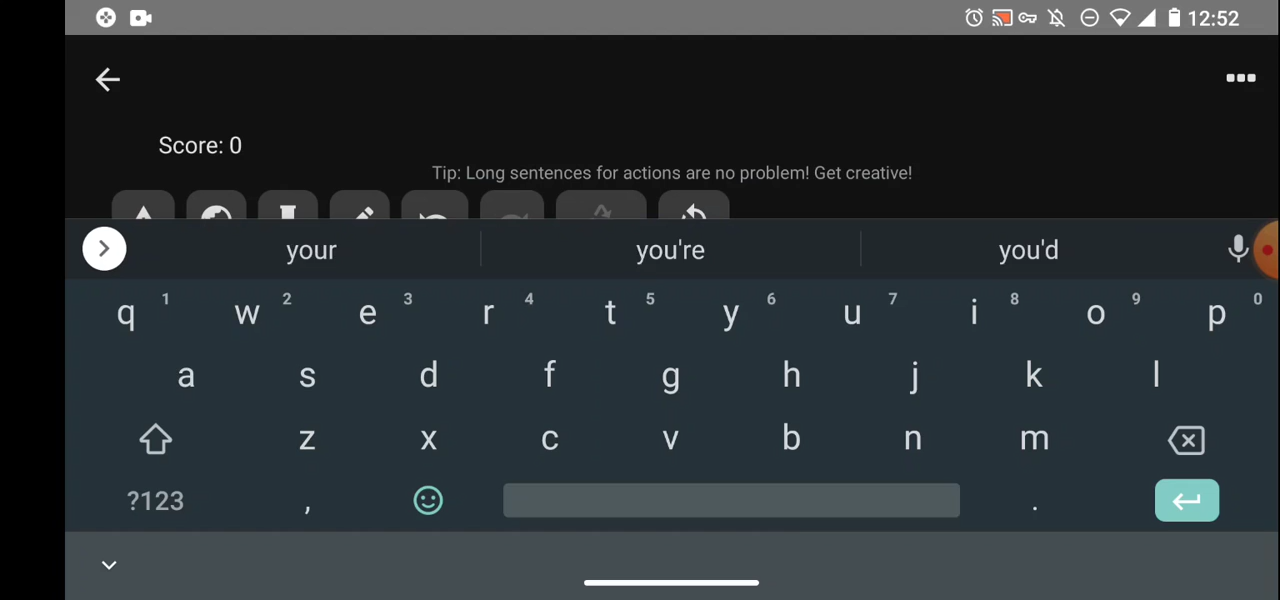 12:52
Score: 0
Tip: Long sentences for actions are no problem! Get creative!
your you're you'd
q 1 w 2 e 3 r 4 t 5 y 6 u 7 i 8 o 9 p 0
a s d f g h j k l
z x c v b n m
?123 , .